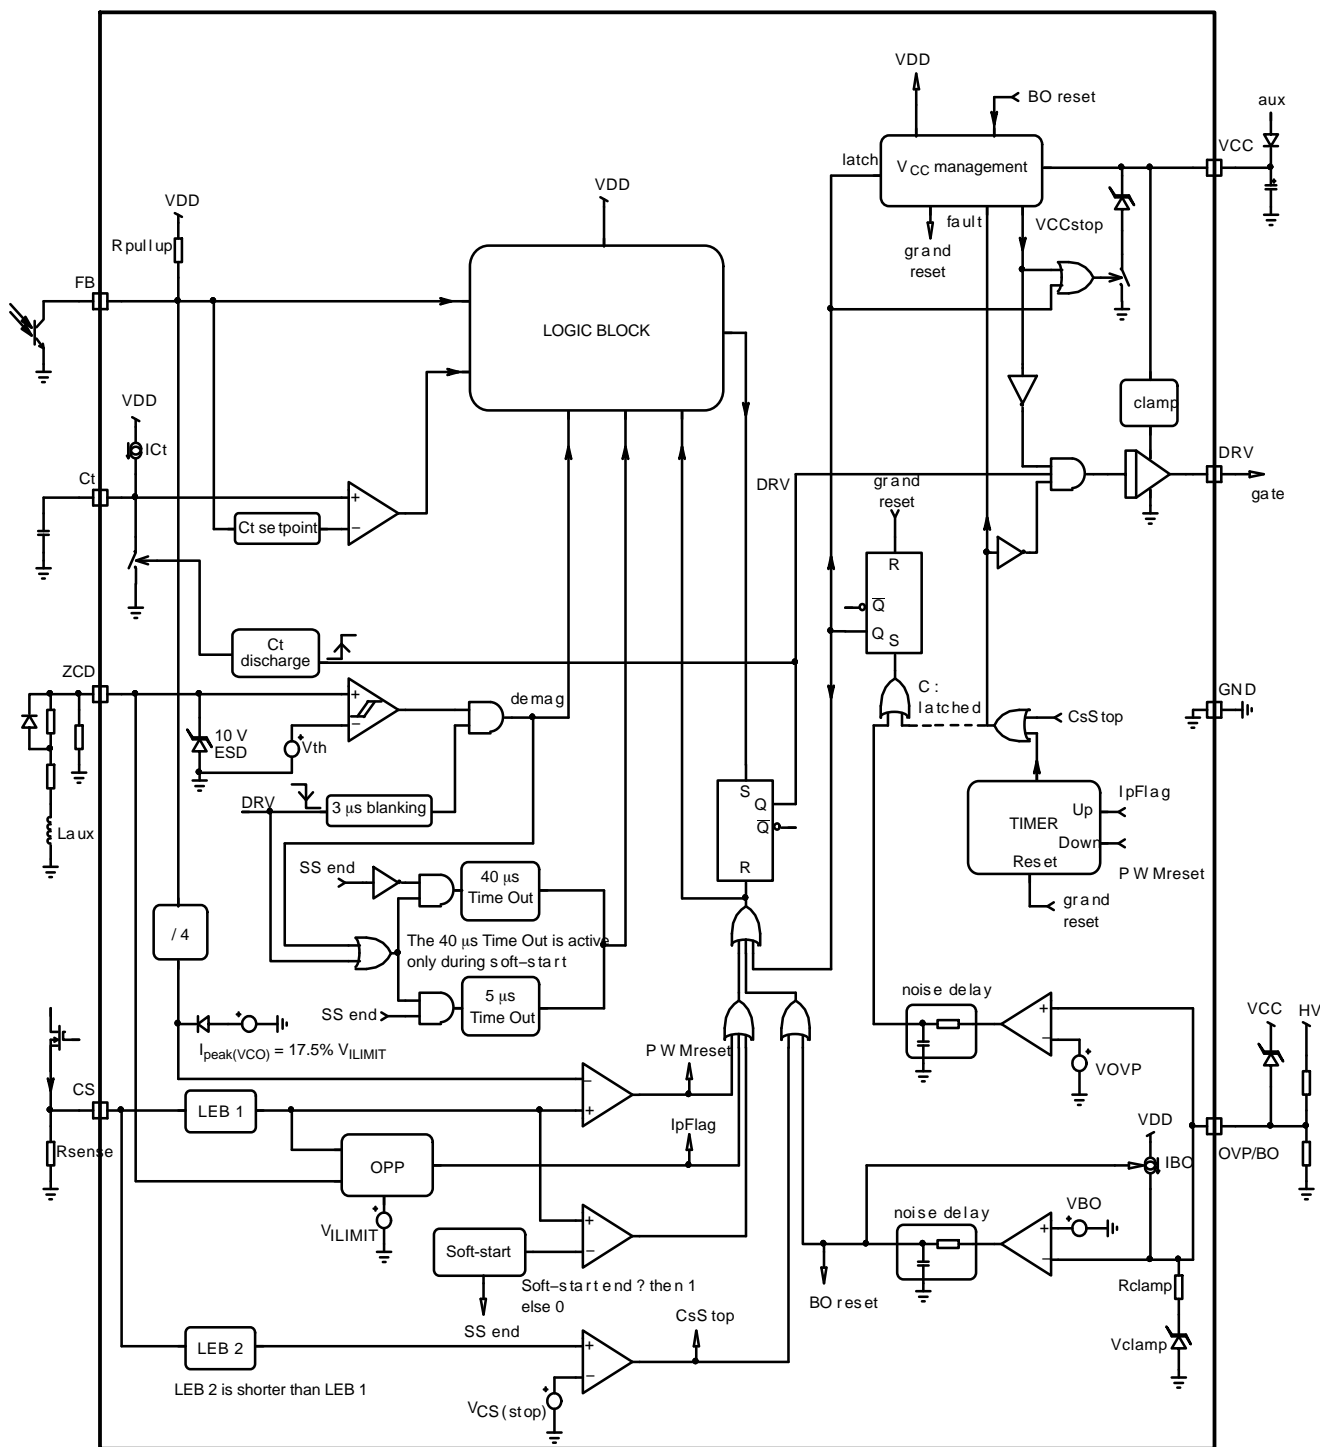 VDD
BO reset
aux
VCC
latch
VCC management
VDD
VDD
Rpullup
fault
VCCstop
grand
reset
FB
LOGIC BLOCK
VDD
clamp
ICt
Ct
DRV
DRV
grand
reset
gate
Ct setpoint
R
Q
Q
S
Ct
discharge
ZCD
demag
C :
latched
GND
CsStop
10 V
ESD
Vth
S
Q
Q
R
IpFlag
Up
TIMER
Down
PWMreset
Reset
DRV
3 µs blanking
Laux
SS end
40 µs
Time Out
grand
reset
/ 4
The 40 µs Time Out is active
only during soft–start
5 µs
Time Out
SS end
noise delay
VCC
HV
Ipeak(VCO) = 17.5% VILIMIT
PWMreset
VOVP
CS
LEB 1
IpFlag
VDD
Rsense
OPP
OVP/BO
IBO
VBO
noise delay
VILIMIT
Soft-start
Soft–start end ? then 1
else 0
BO reset
Rclamp
SS end
CsStop
LEB 2
Vclamp
LEB 2 is shorter than LEB 1
VCS(stop)